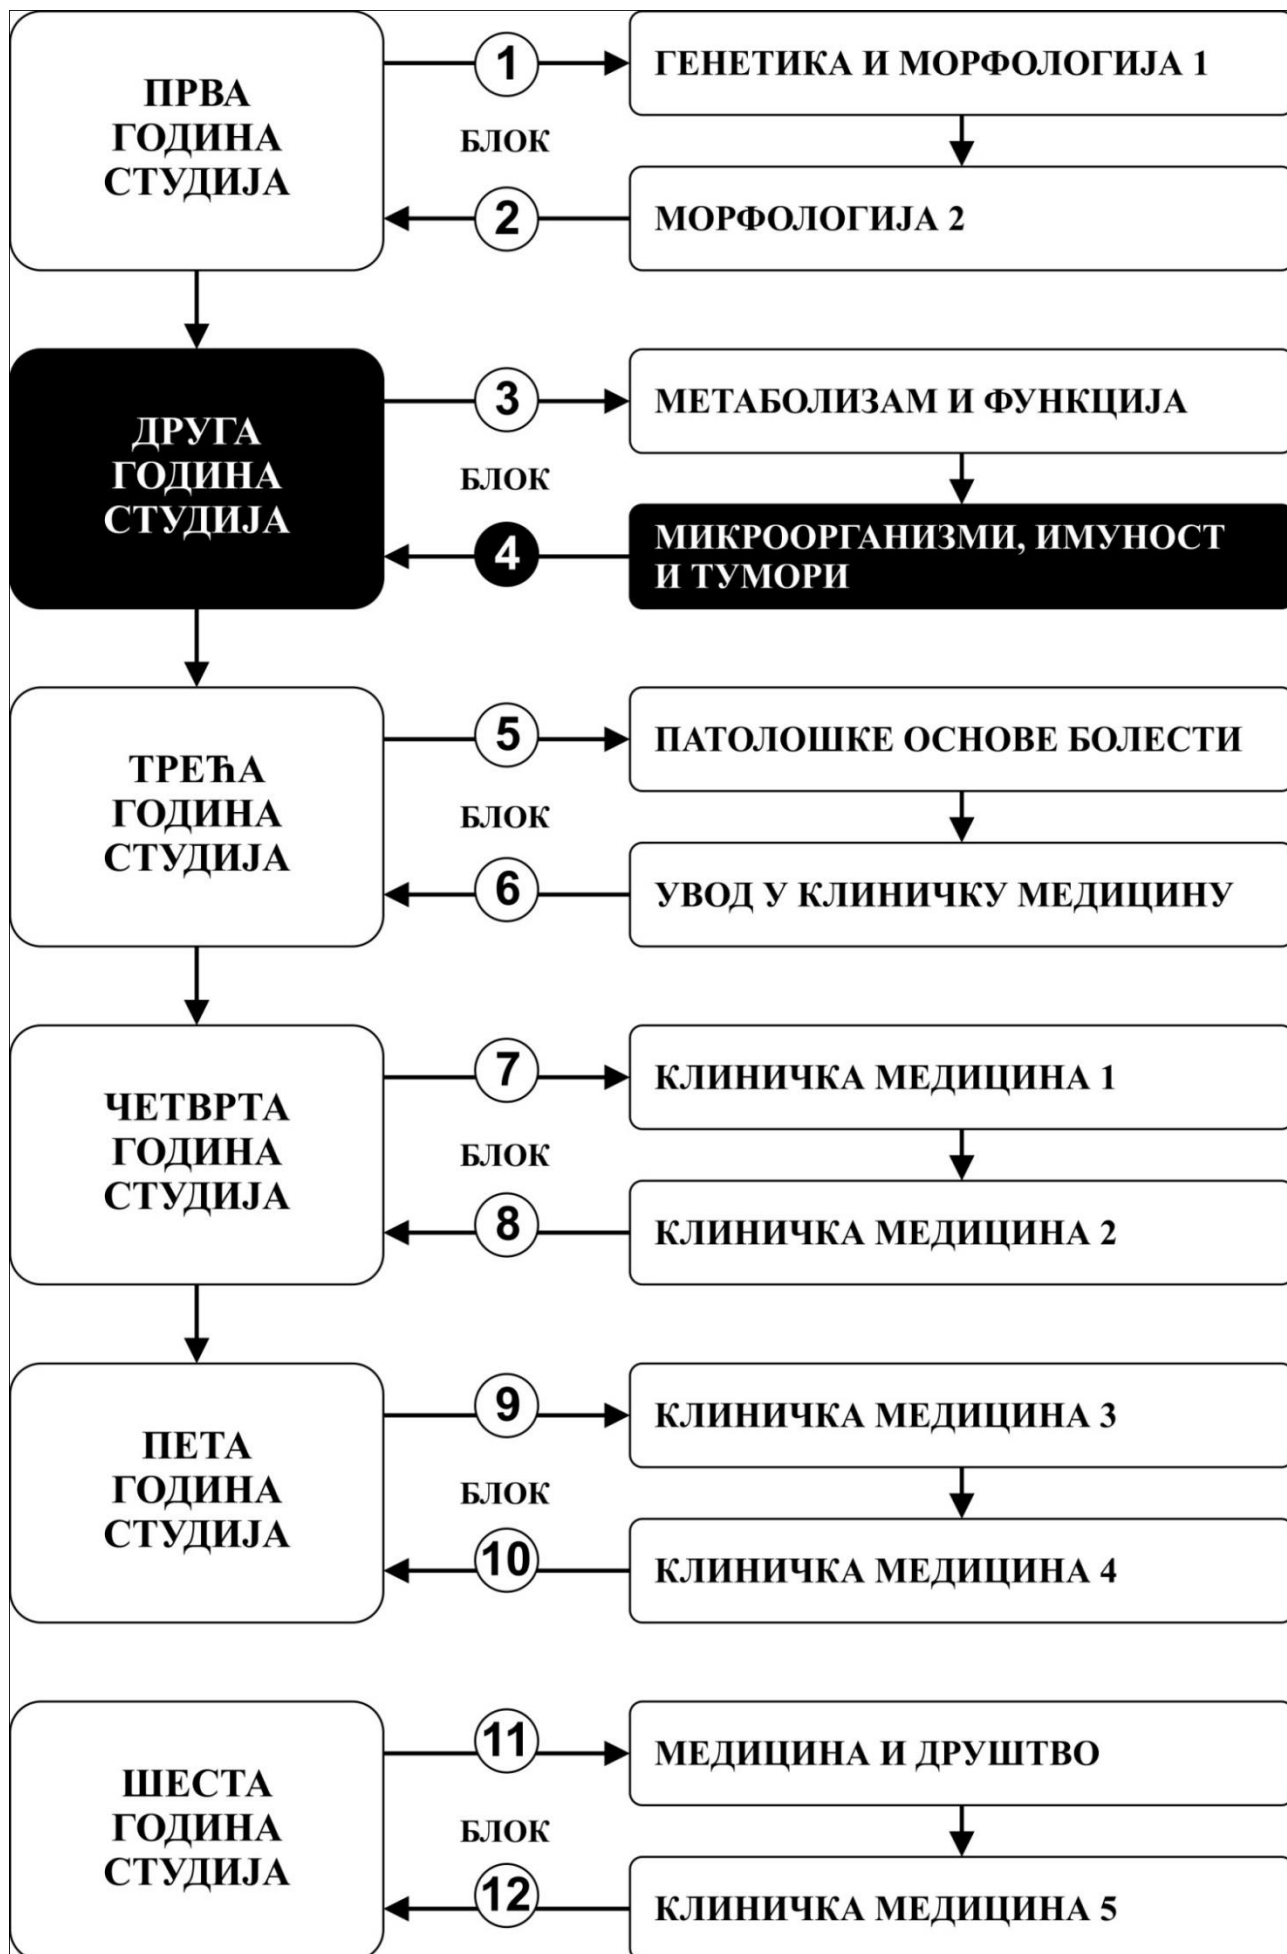 ПРВА
ГОДИНА
СТУДИЈА
1
БЛОК
2
ГЕНЕТИКА И МОРФОЛОГИЈА 1
МОРФОЛОГИЈА 2
ДРУГА
ГОДИНА
СТУДИЈА
3
БЛОК
4
МЕТАБОЛИЗАМ И ФУНКЦИЈА
МИКРООРГАНИЗМИ, ИМУНОСТ
И ТУМОРИ
ТРЕЋА
ГОДИНА
СТУДИЈА
5
БЛОК
6
ПАТОЛОШКЕ ОСНОВЕ БОЛЕСТИ
УВОД У КЛИНИЧКУ МЕДИЦИНУ
ЧЕТВРТА
ГОДИНА
СТУДИЈА
7
БЛОК
8
КЛИНИЧКА МЕДИЦИНА 1
КЛИНИЧКА МЕДИЦИНА 2
ПЕТА
ГОДИНА
СТУДИЈА
9
БЛОК
10
КЛИНИЧКА МЕДИЦИНА 3
КЛИНИЧКА МЕДИЦИНА 4
ШЕСТА
ГОДИНА
СТУДИЈА
11
БЛОК
12
МЕДИЦИНА И ДРУШТВО
КЛИНИЧКА МЕДИЦИНА 5